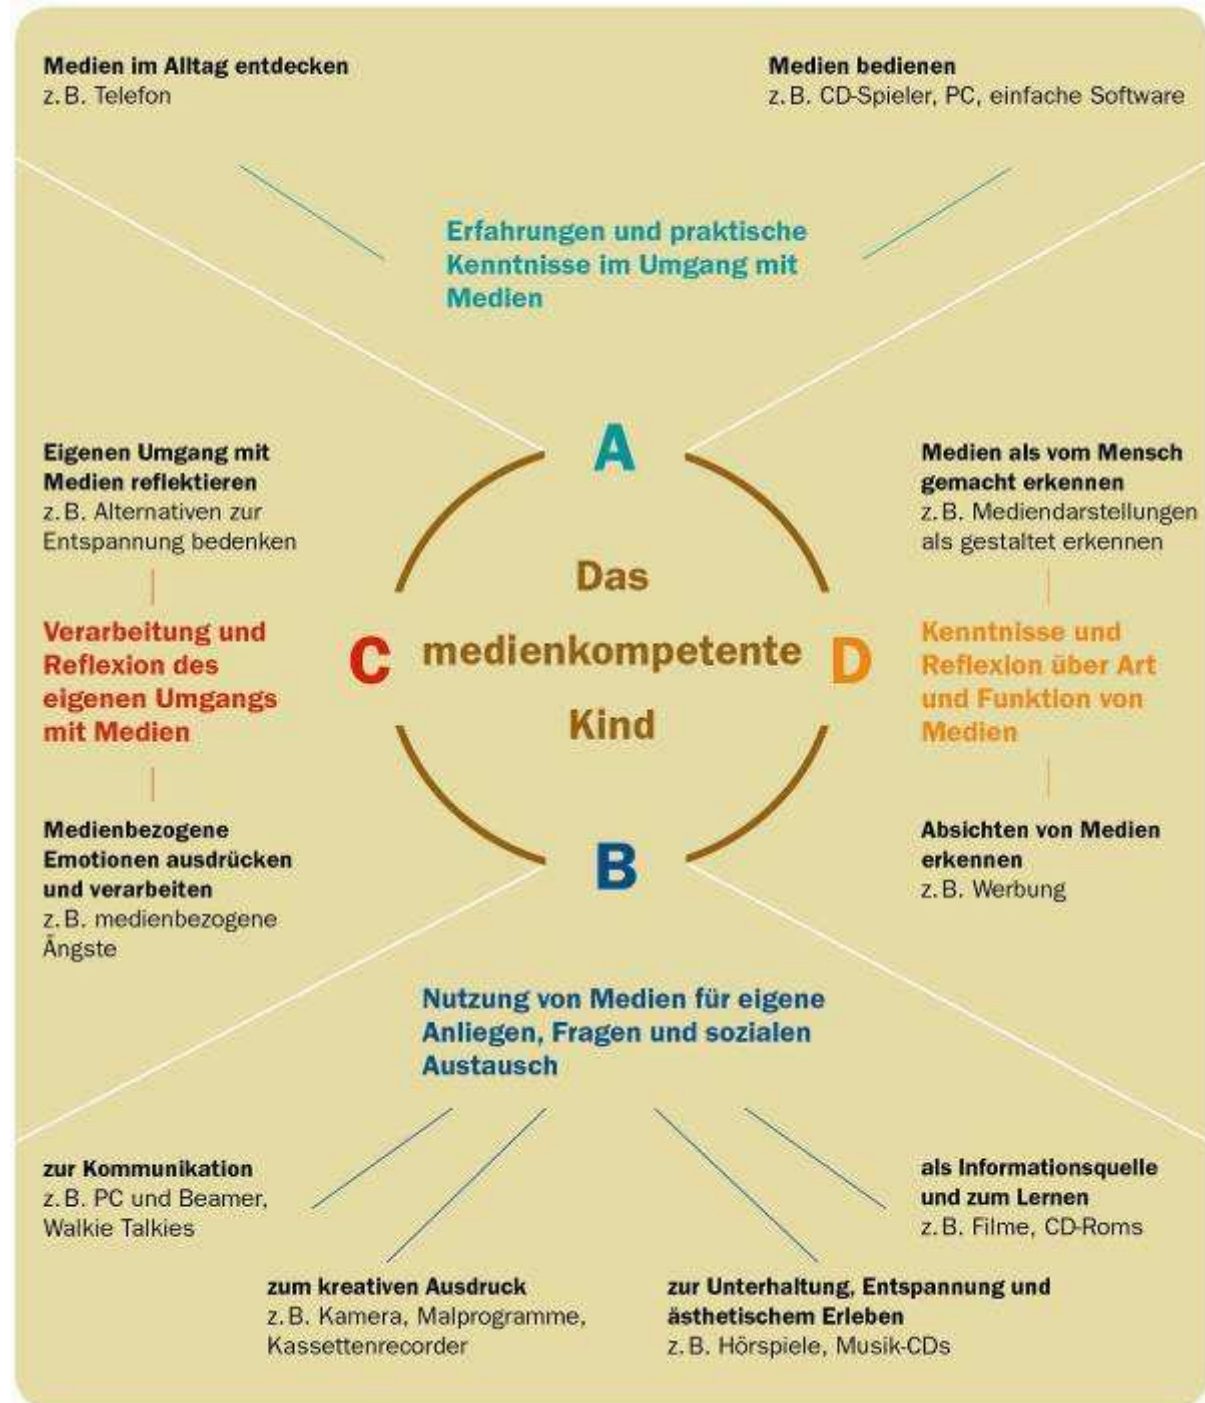 Medien im Alltag entdecken
z. B. Telefon
Medien bedienen
z. B. CD-Spieler, PC, einfache Software
Erfahrungen und praktische
Kenntnisse im Umgang mit
Medien
A
Eigenen Umgang mit
Medien reflektieren
z. B. Alternativen zur
Entspannung bedenken
Verarbeitung und
Reflexion des
eigenen Umgangs
mit Medien
Medienbezogene
Emotionen ausdrücken
und verarbeiten
z. B. medienbezogene
Ängste
C
Das
medienkompetente
Kind
D
Medien als vom Mensch
gemacht erkennen
z. B. Mediendarstellungen
als gestaltet erkennen
Kenntnisse und
Reflexion über Art
und Funktion von
Medien
Absichten von Medien
erkennen
z. B. Werbung
B
Nutzung von Medien für eigene
Anliegen, Fragen und sozialen
Austausch
zur Kommunikation
z. B. PC und Beamer,
Walkie Talkies
zum kreativen Ausdruck
z. B. Kamera, Malprogramme,
Kassettenrecorder
zur Unterhaltung, Entspannung und
ästhetischem Erleben
z. B. Hörspiele, Musik-CDs
als Informationsquelle
und zum Lernen
z. B. Filme, CD-Roms